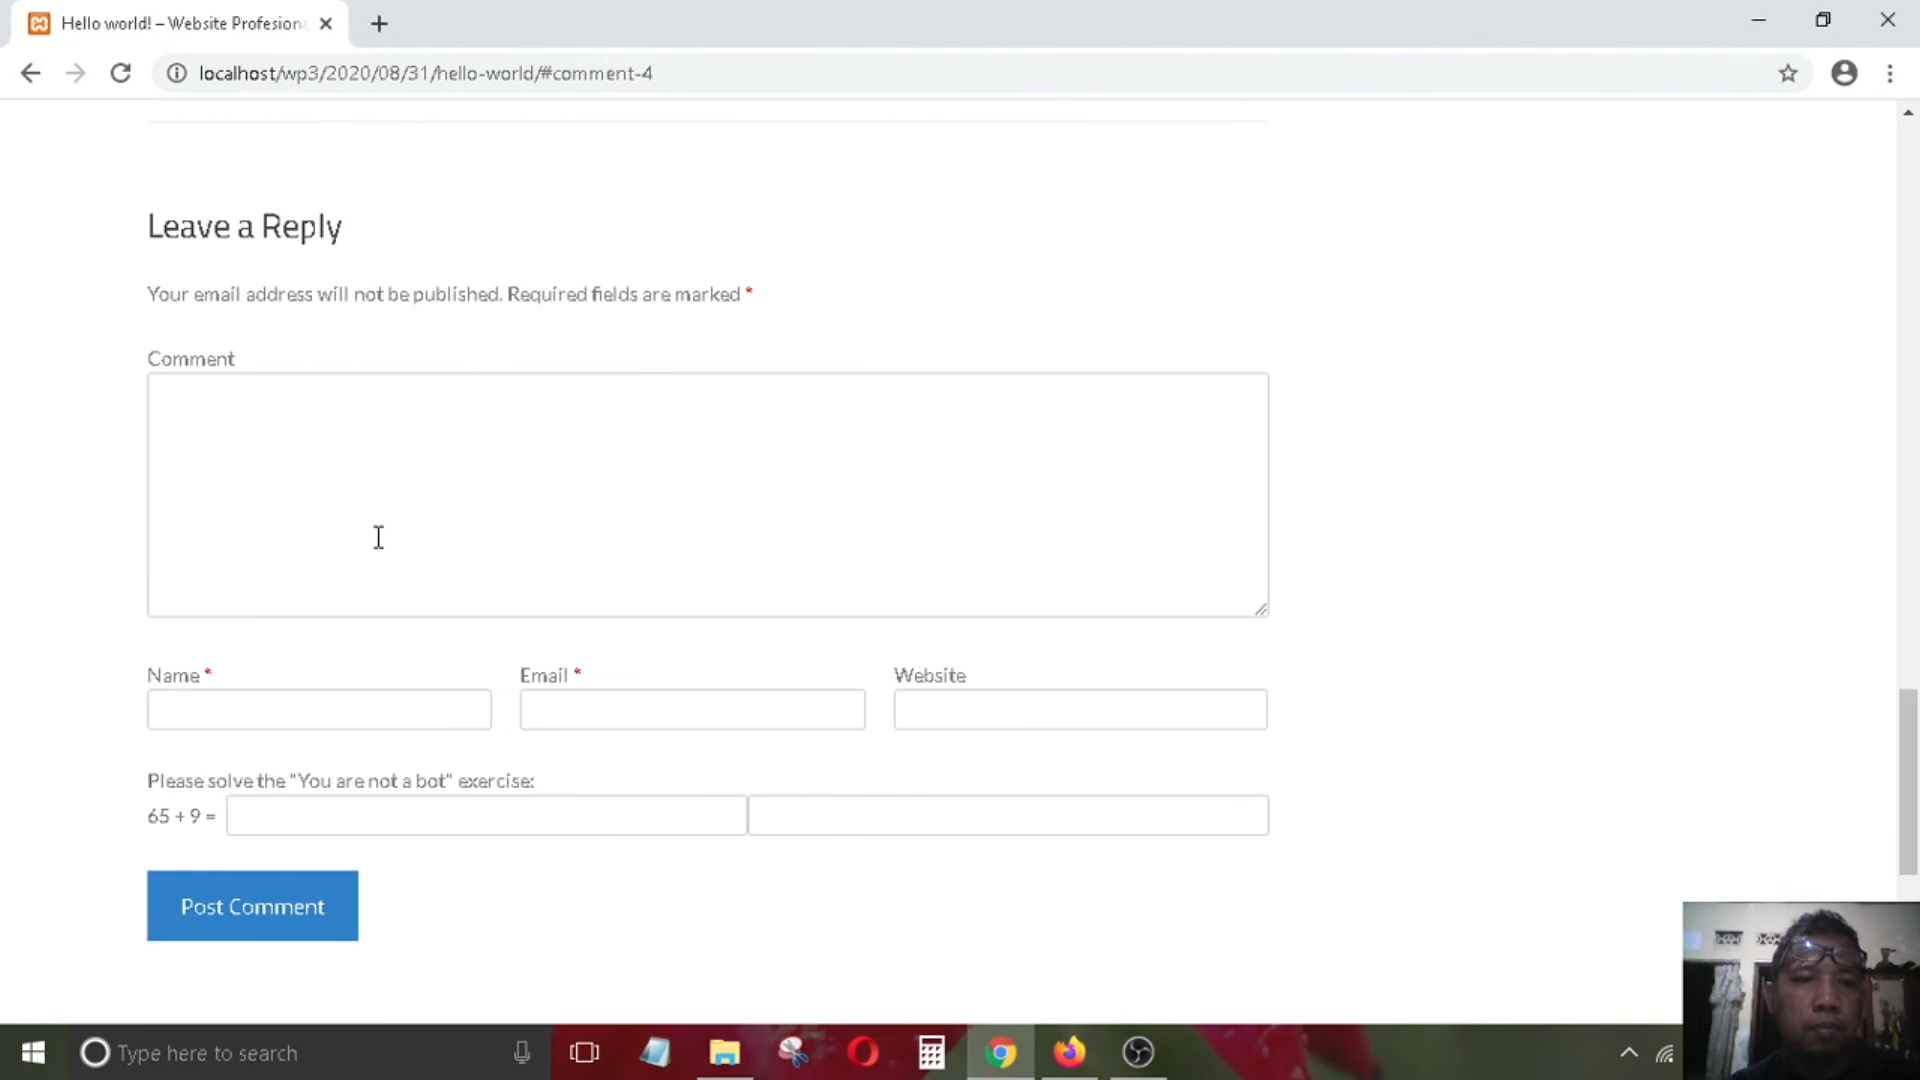 Hello world! – Website Profesiona
localhost/wp3/2020/08/31/hello-world/#comment-4
Leave a Reply
Your email address will not be published. Required fields are marked *
Comment
Name *
Email *
Website
Please solve the "You are not a bot" exercise:
65 + 9 =
Post Comment
Type here to search